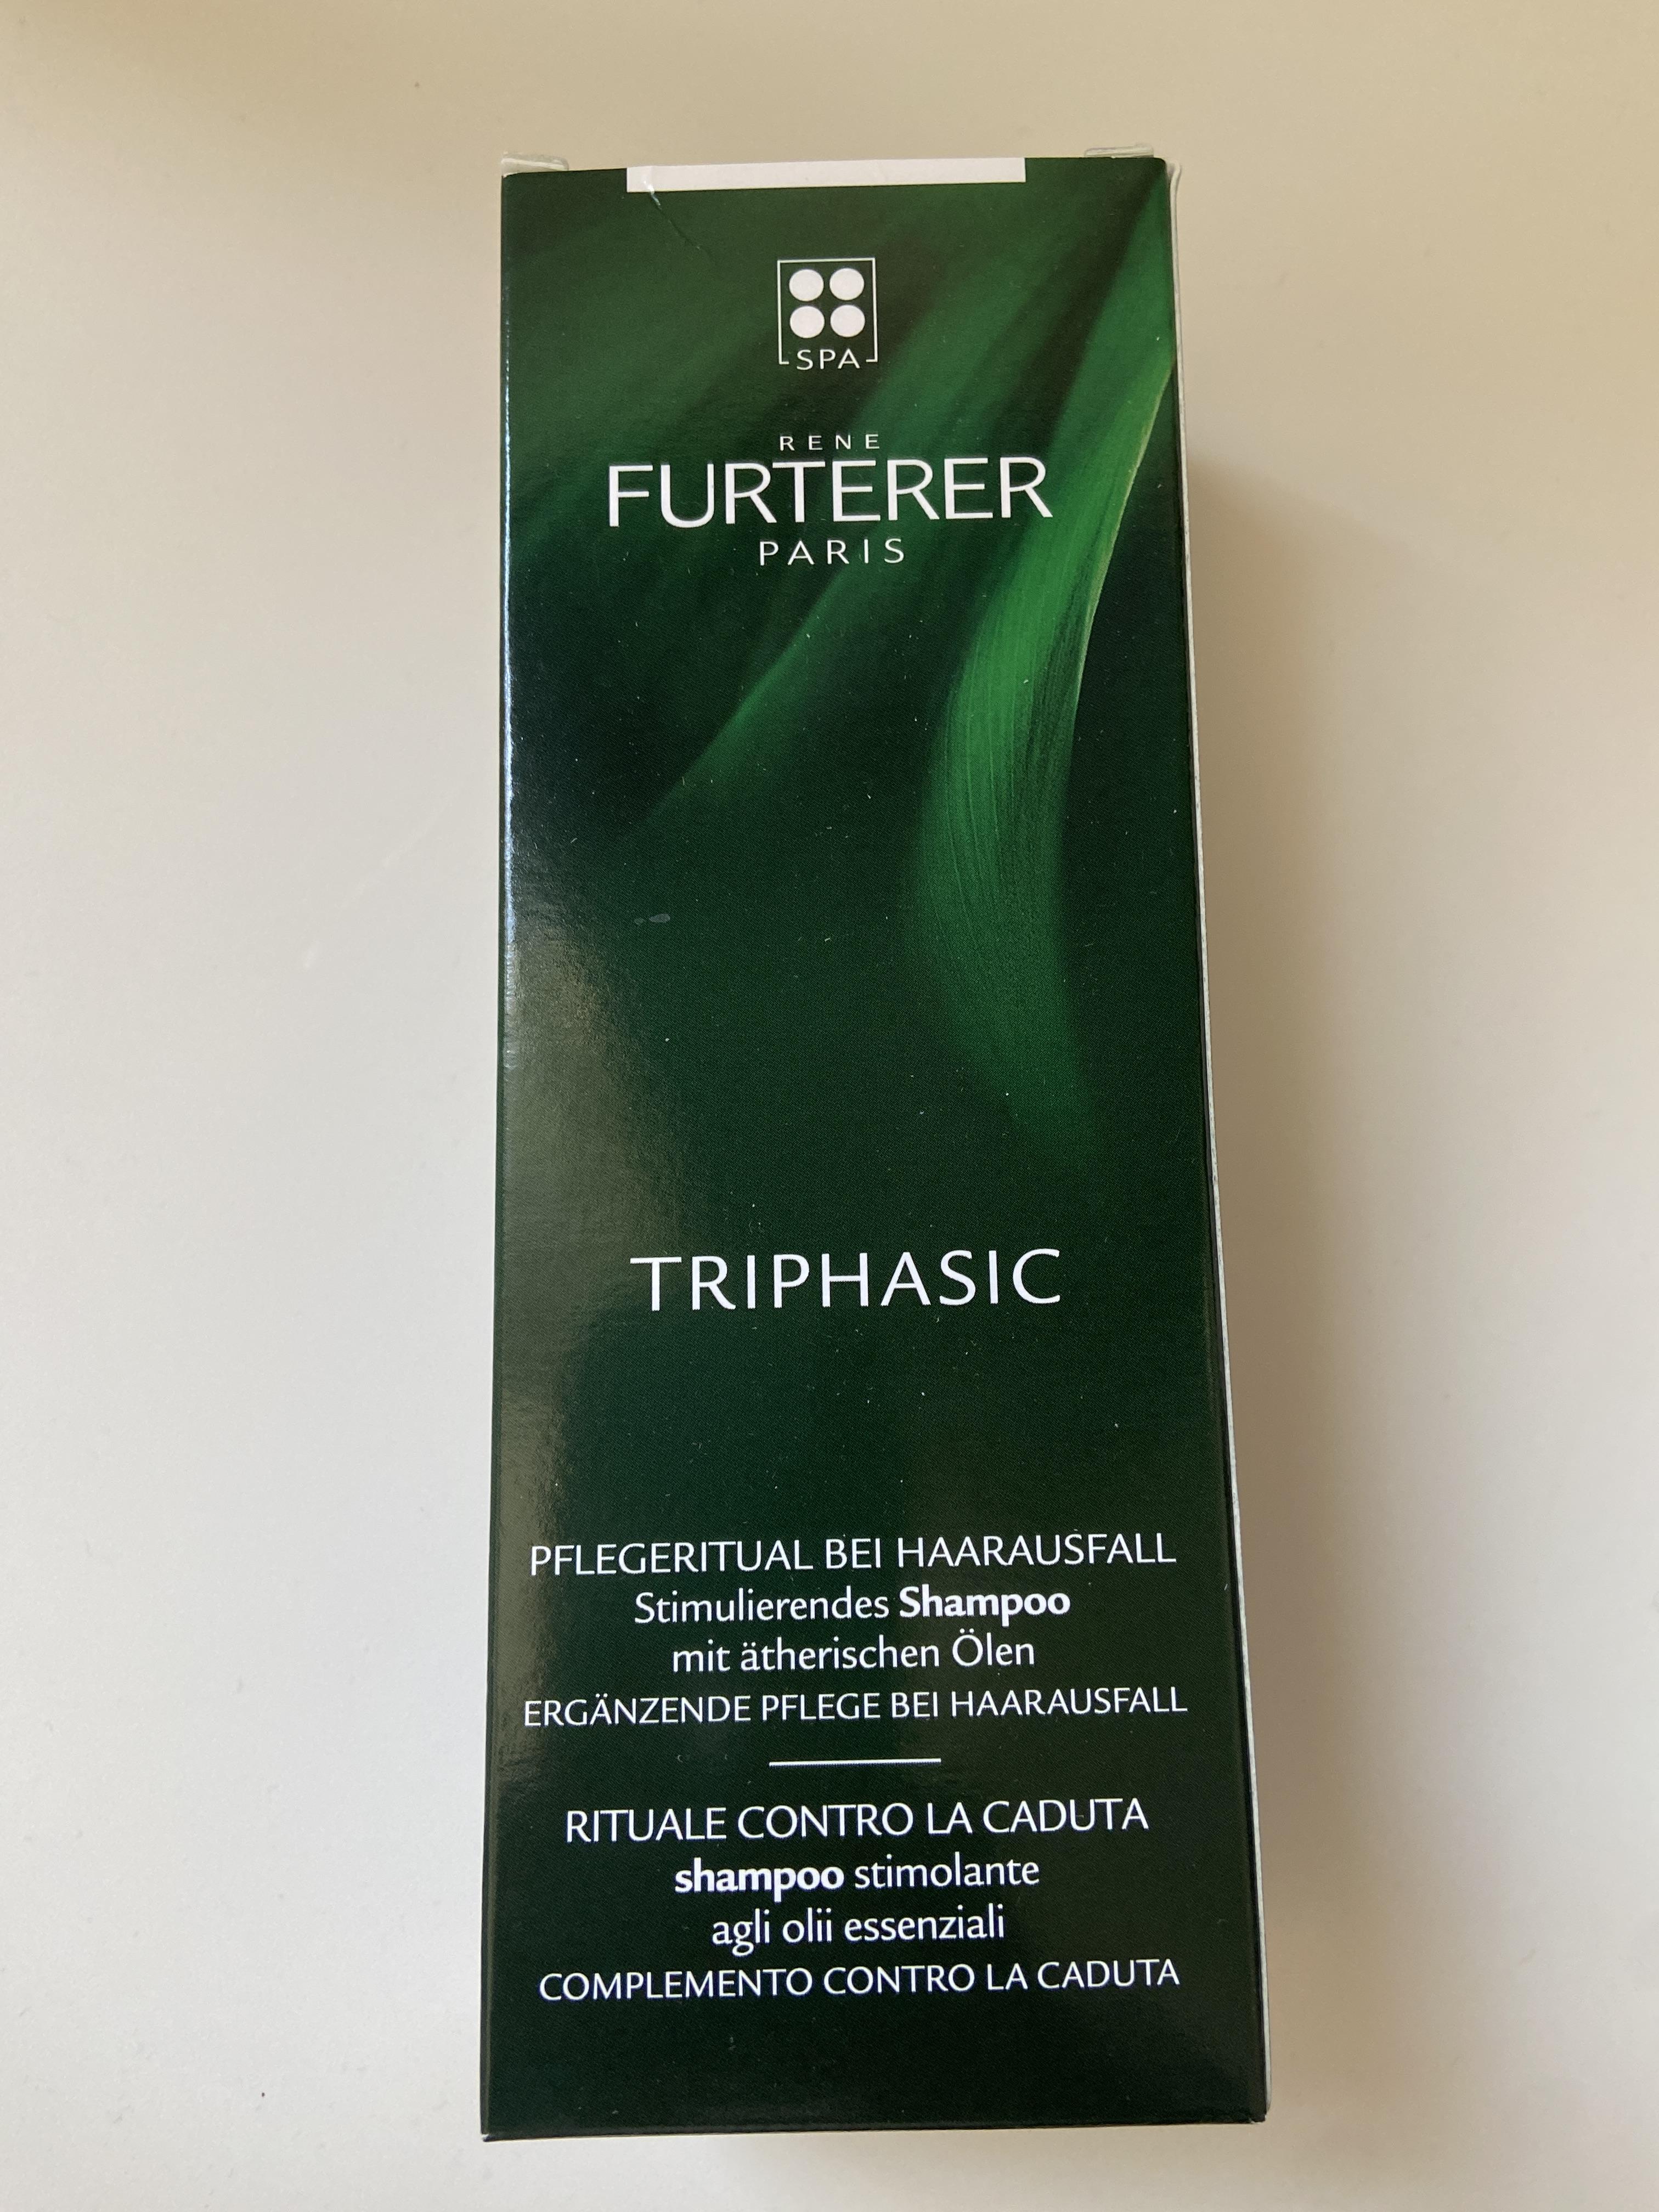 SPA
RENE
FURTERER
PARIS
TRIPHASIC
PFLEGERITUAL BEI HAARAUSFALL
Stimulierendes Shampoo
mit ätherischen Ölen
ERGÄNZENDE PFLEGE BEI HAARAUSFALL
RITUALE CONTRO LA CADUTA
shampoo stimolante
agli olii essenziali
COMPLEMENTO CONTRO LA CADUTA